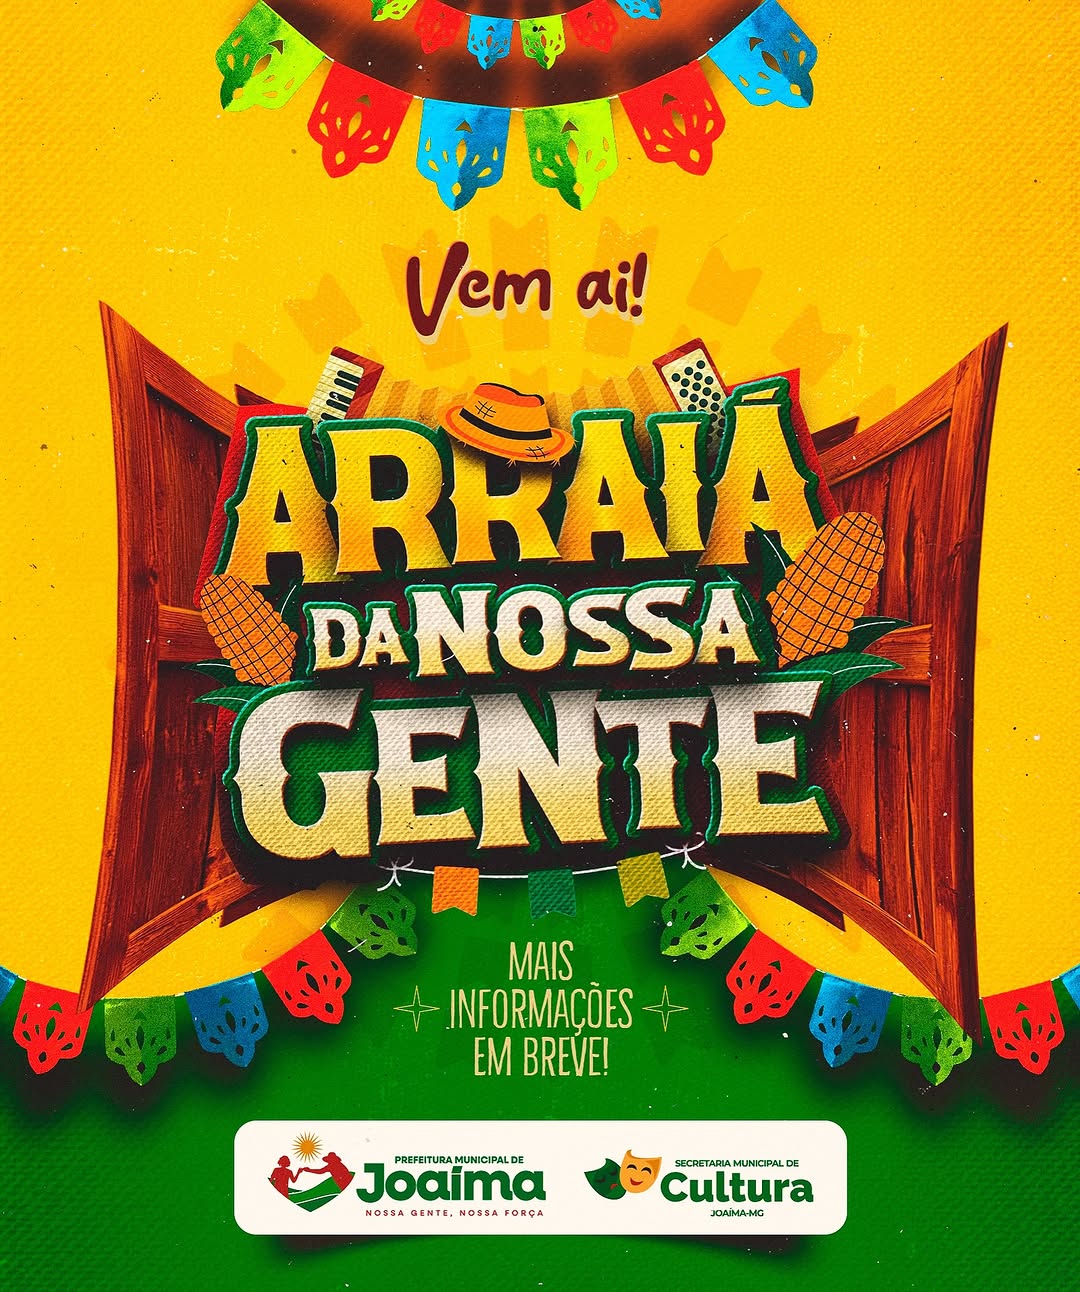 Vem ai!
ARRAIÁ
DA NOSSA
GENTE
MAIS
INFORMAÇÕES
EM BREVE!
PREFEITURA MUNICIPAL DE
Joaíma
NOSSA GENTE, NOSSA FORÇA
SECRETARIA MUNICIPAL DE
Cultura
JOAÍMA-MG